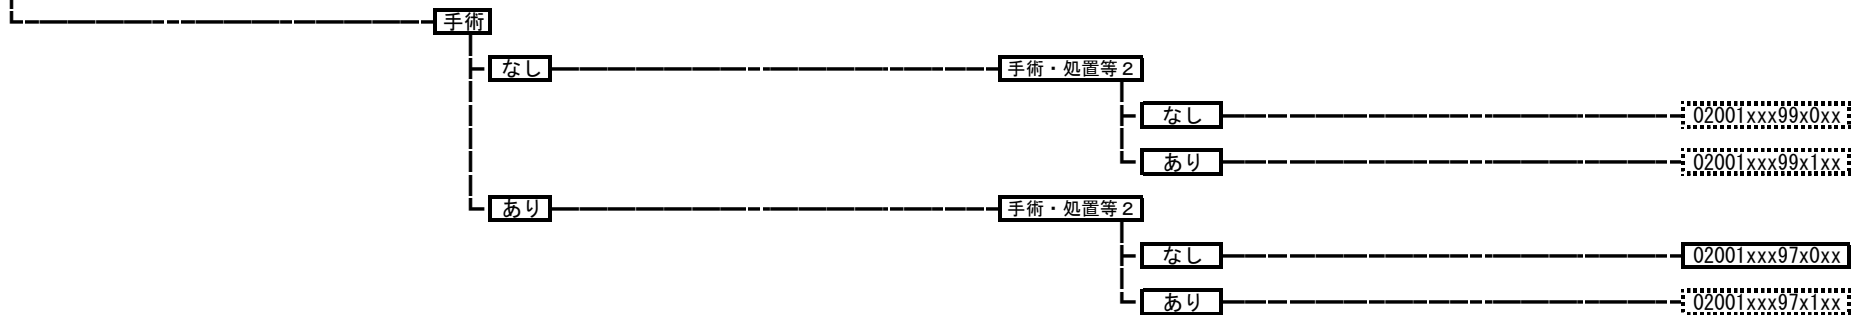 手術
なし 手術・処置等２
なし 02001xxx99x0xx
あり 02001xxx99x1xx
あり 手術・処置等２
なし 02001xxx97x0xx
あり 02001xxx97x1xx